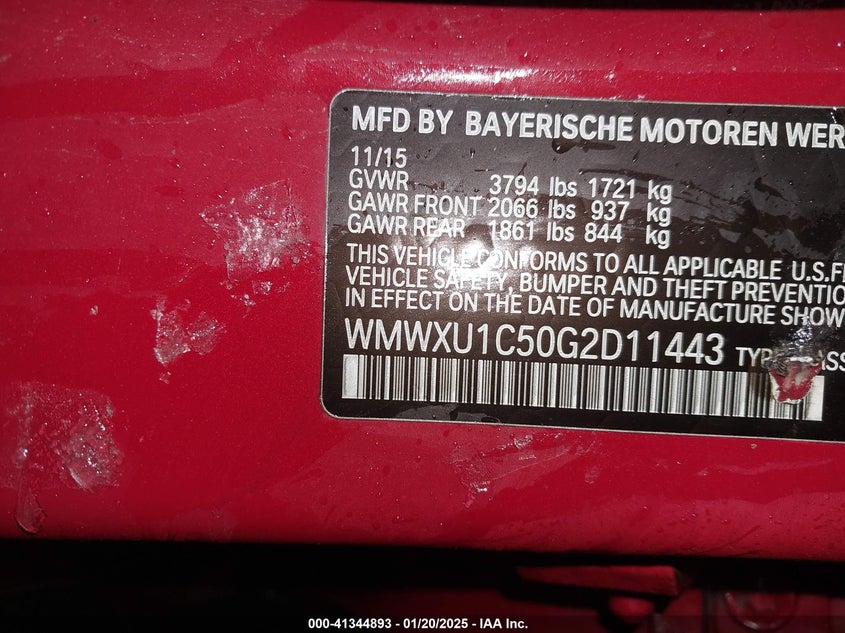 MFD BY BAYERISCHE MOTOREN WER
11/15
GVWR 3794 lbs 1721 kg
GAWR FRONT 2066 lbs 937 kg
GAWR REAR 1861 lbs 844 kg
THIS VEHICLE CONFORMS TO ALL APPLICABLE U.S.FE
VEHICLE SAFETY, BUMPER AND THEFT PREVENTION
IN EFFECT ON THE DATE OF MANUFACTURE SHOW
WMWXU1C50G2D11443
000-41344893 - 01/20/2025 - IAA Inc.